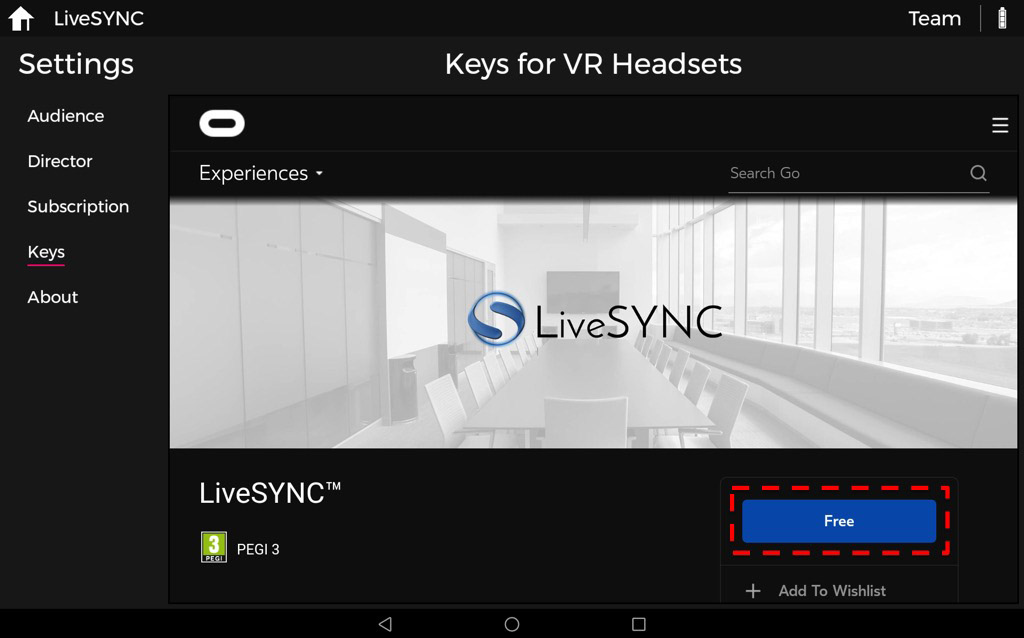 LiveSYNC
Team
Settings
Keys for VR Headsets
Audience
Director
Subscription
Keys
About
Experiences
Search Go
LiveSYNC
LiveSYNC™
3
PEGI
PEGI 3
Free
+ Add To Wishlist